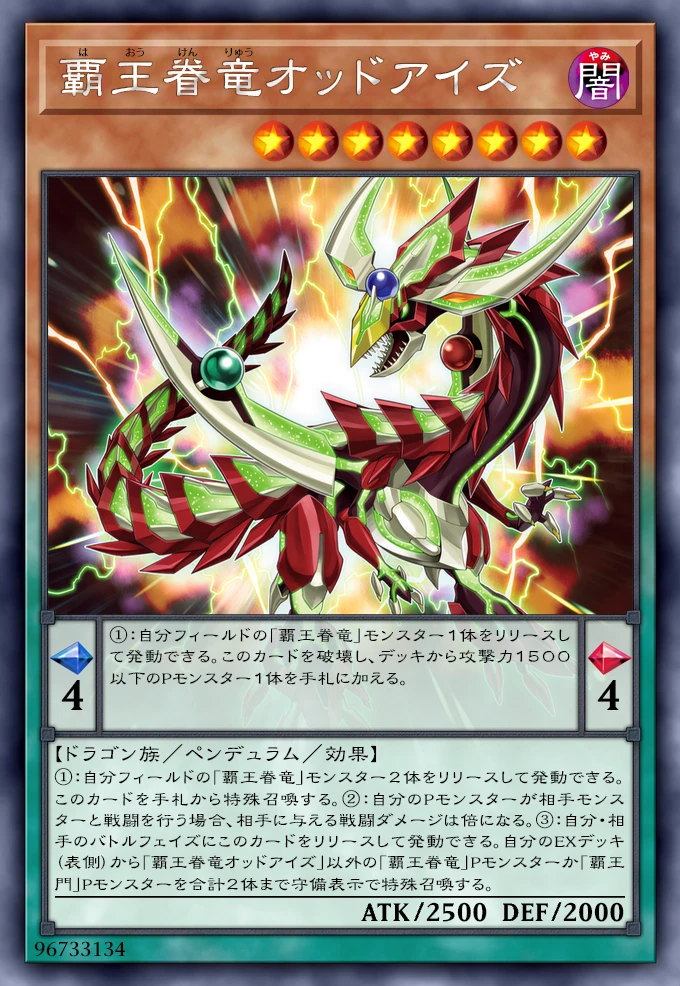 は おう けん りゅう
覇王眷竜オッドアイズ
やみ
闇
①:自分フィールドの「覇王眷竜」モンスター1体をリリースし
て発動できる。このカードを破壊し、デッキから攻撃力1500
以下のPモンスター1体を手札に加える。
4
4
【ドラゴン族/ペンデュラム/効果】
①:自分フィールドの「覇王眷竜」モンスター2体をリリースして発動できる。
このカードを手札から特殊召喚する。②:自分のPモンスターが相手モンス
ターと戦闘を行う場合、相手に与える戦闘ダメージは倍になる。③:自分・相
手のバトルフェイズにこのカードをリリースして発動できる。自分のEXデッキ
(表側)から「覇王眷竜オッドアイズ」以外の「覇王眷竜」Pモンスターか「覇王
門」Pモンスターを合計2体まで守備表示で特殊召喚する。
ATK/2500 DEF/2000
96733134